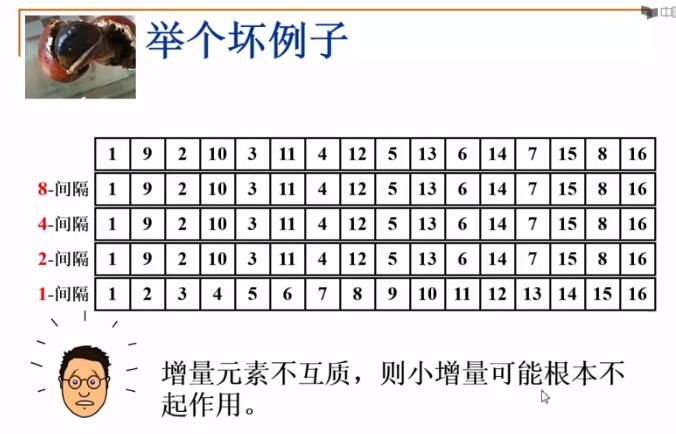 中国
举个坏例子
1 9 2 10 3 11 4 12 5 13 6 14 7 15 8 16
8-间隔 1 9 2 10 3 11 4 12 5 13 6 14 7 15 8 16
4-间隔 1 9 2 10 3 11 4 12 5 13 6 14 7 15 8 16
2-间隔 1 9 2 10 3 11 4 12 5 13 6 14 7 15 8 16
1-间隔 1 2 3 4 5 6 7 8 9 10 11 12 13 14 15 16
增量元素不互质，则小增量可能根本不
起作用。